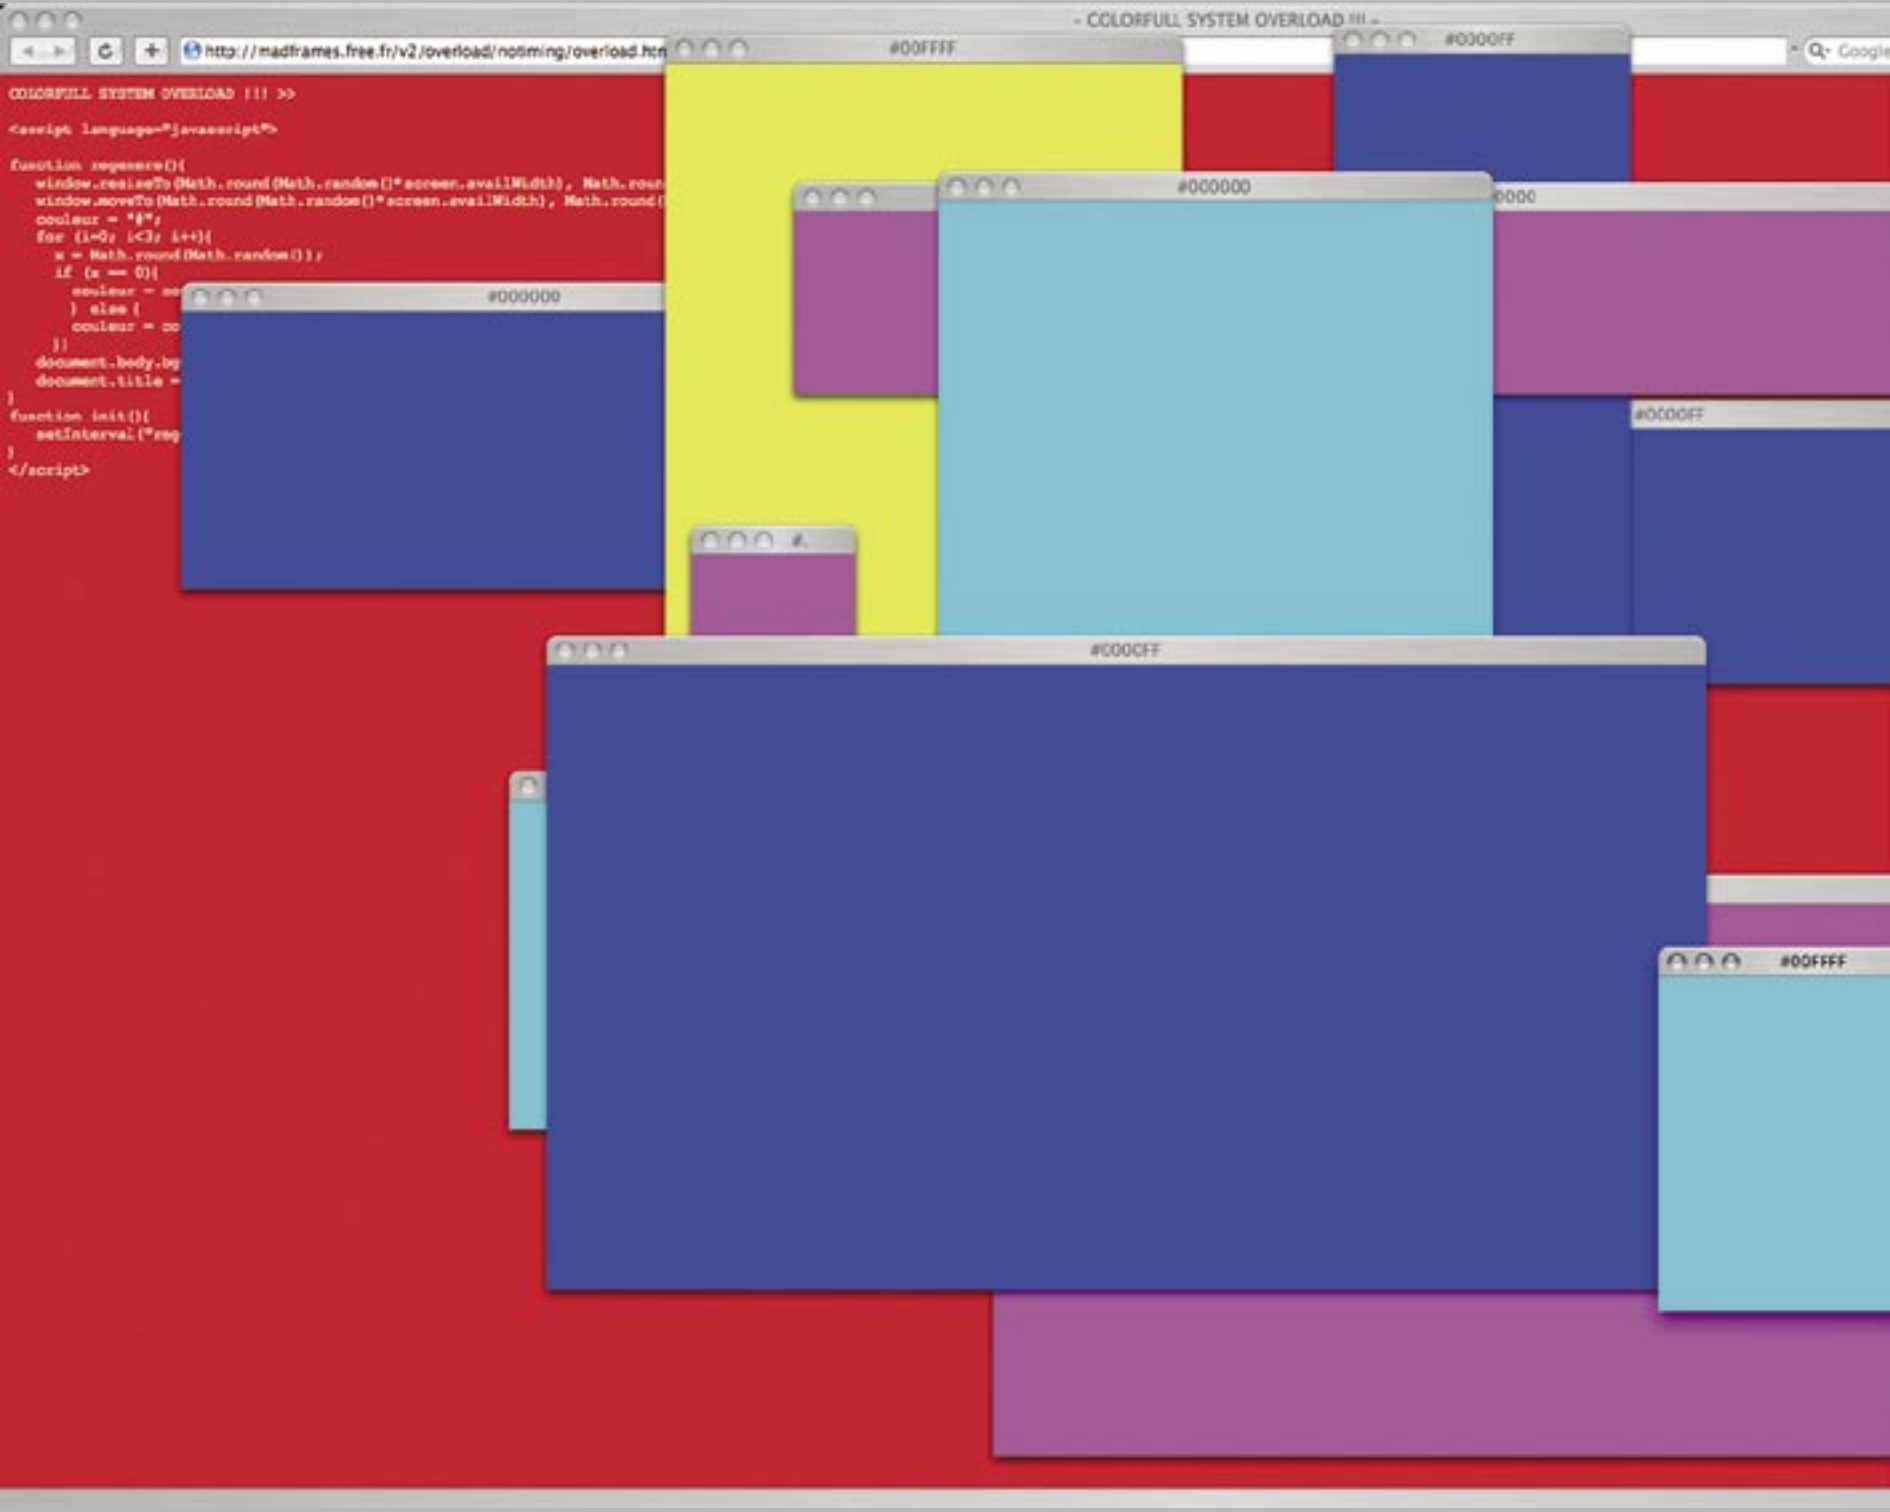 - COLORFULL SYSTEM OVERLOAD !!! -
http://madframes.free.fr/v2/overload/notiming/overload.htm
Google
#00FFFF
#0000FF
COLORFULL SYSTEM OVERLOAD !!! >>
<script language="javascript">
function regenere(){
window.resizeTo(Math.round(Math.random()*screen.availWidth), Math.roun
window.moveTo(Math.round(Math.random()*screen.availWidth), Math.round(
couleur = "#";
for (i=0; i<3; i++){
x = Math.round(Math.random());
if (x == 0){
couleur = co
} else {
couleur = co
}}
document.body.bg
document.title =
}
function init(){
setInterval("reg
}
</script>
#000000
0000
#000000
#0000FF
#.
#0000FF
#00FFFF